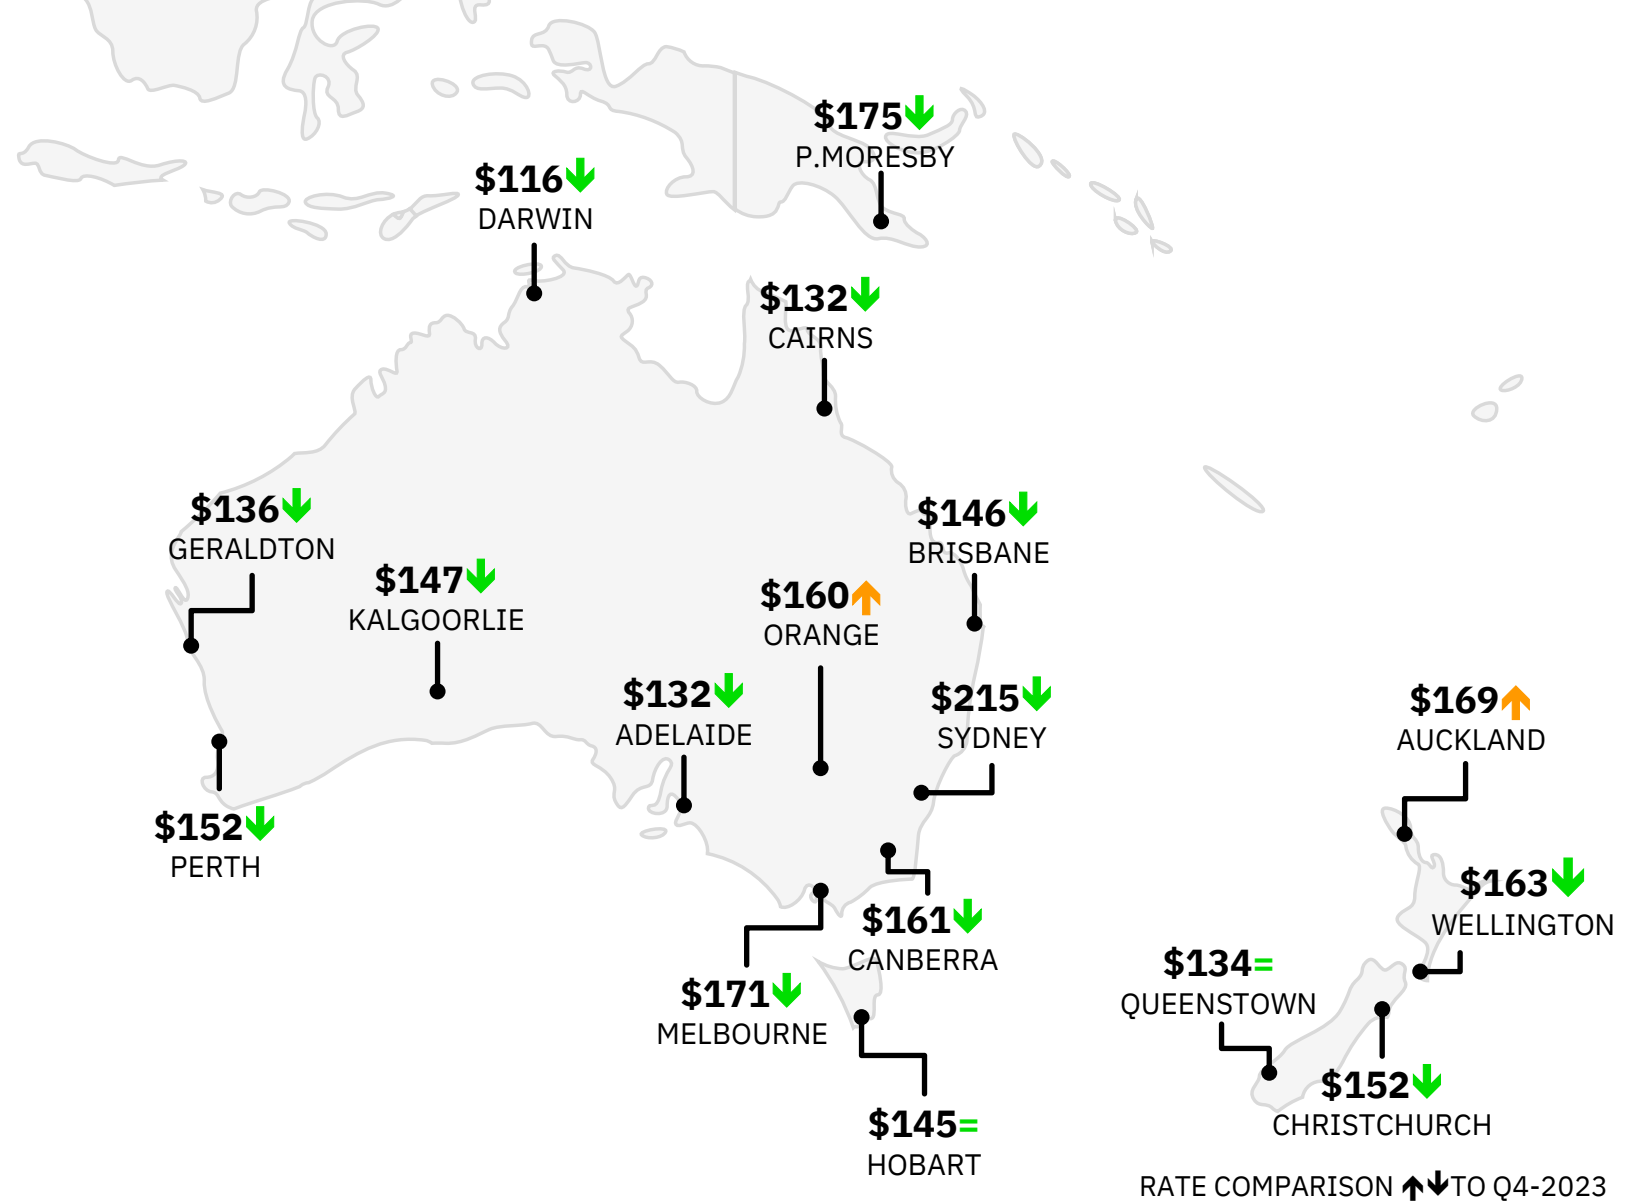 $175↓
P.MORESBY
$116↓
DARWIN
$132↓
CAIRNS
$136↓
GERALDTON
$146↓
BRISBANE
$147↓
KALGOORLIE
$160↑
ORANGE
$132↓
ADELAIDE
$215↓
SYDNEY
$169↑
AUCKLAND
$152↓
PERTH
$163↓
WELLINGTON
$161↓
CANBERRA
$134=
QUEENSTOWN
$171↓
MELBOURNE
$152↓
CHRISTCHURCH
$145=
HOBART
RATE COMPARISON ↑↓TO Q4-2023